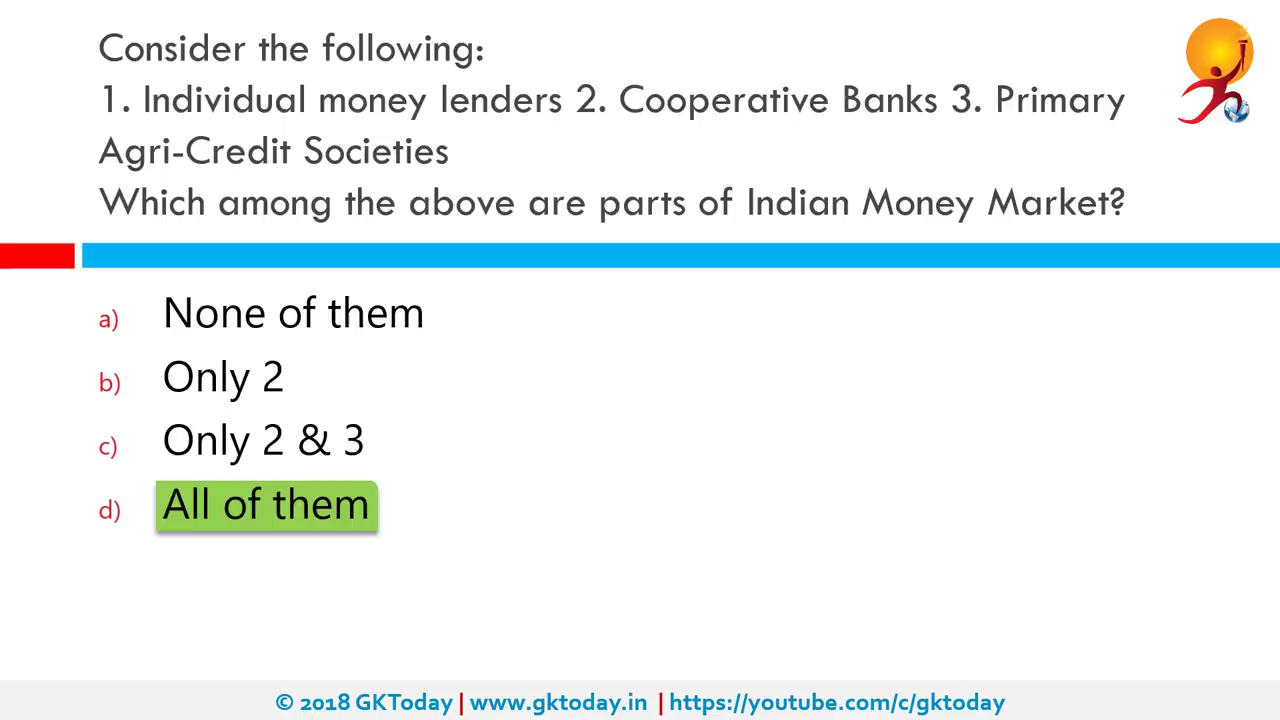 Consider the following:
1. Individual money lenders 2. Cooperative Banks 3. Primary
Agri-Credit Societies
Which among the above are parts of Indian Money Market?
a) None of them
b) Only 2
c) Only 2 & 3
d) All of them
© 2018 GKToday | www.gktoday.in | https://youtube.com/c/gktoday